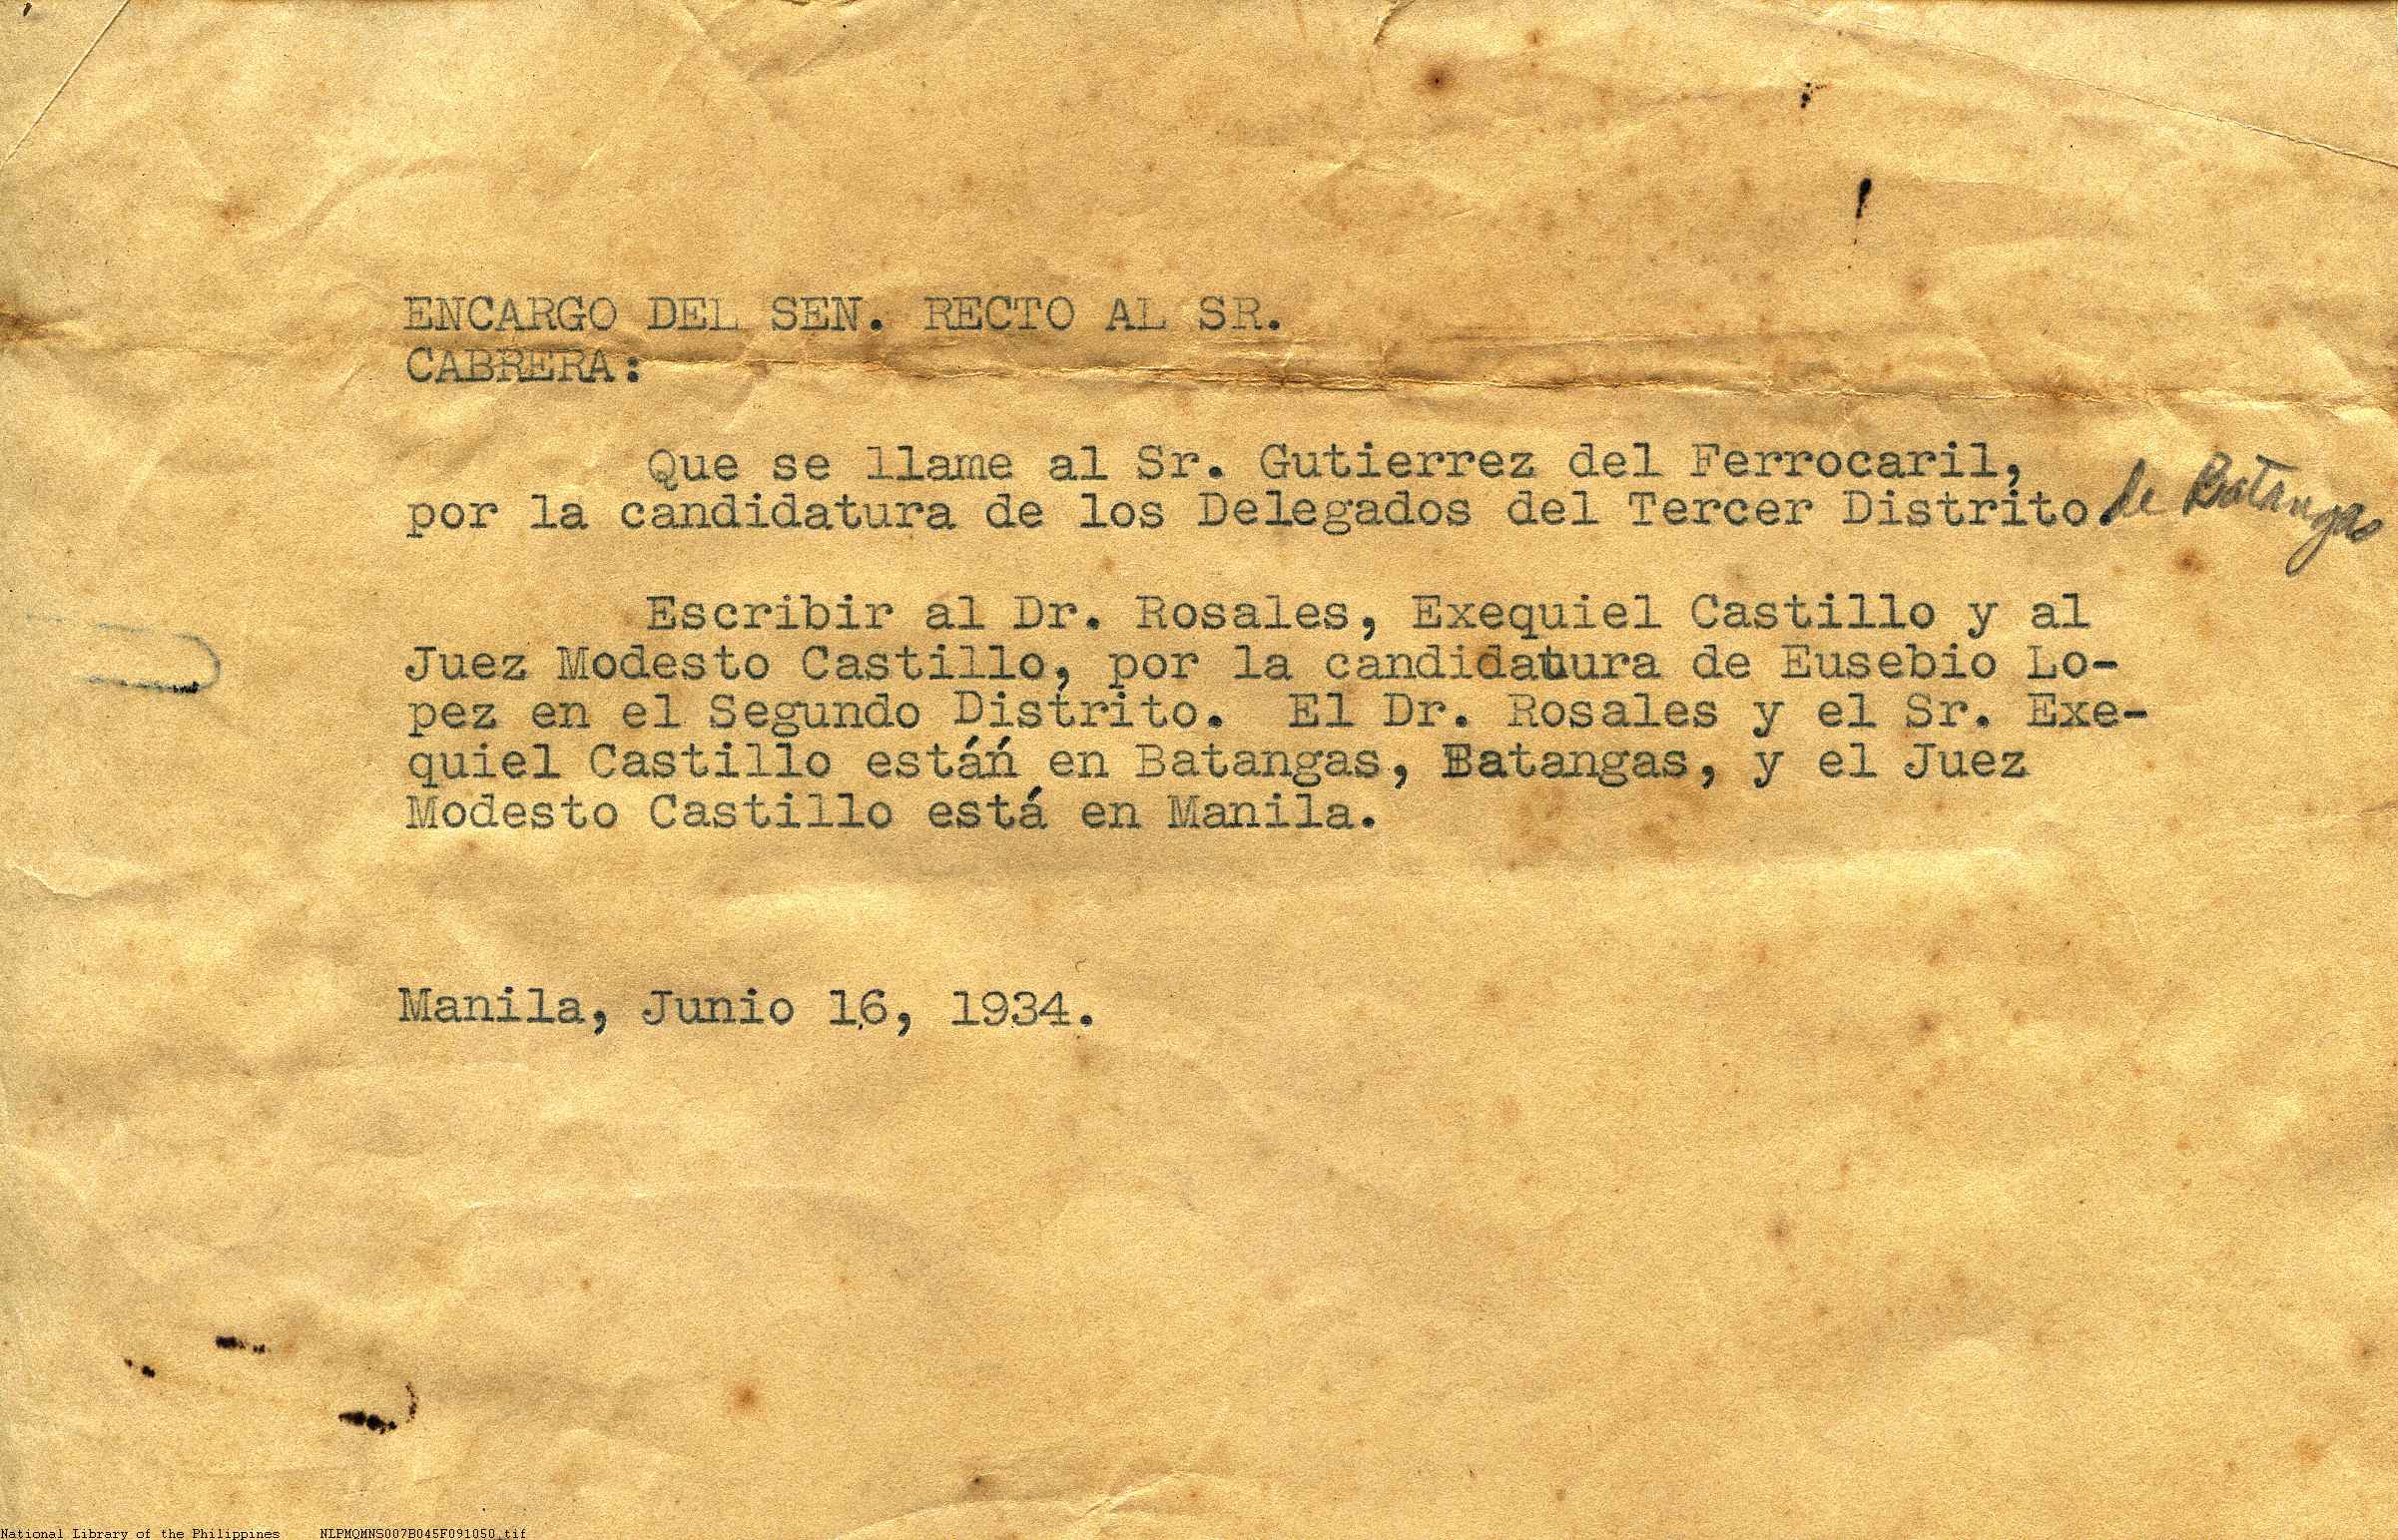 ENCARGO DEL SEN. RECTO AL SR.
CABRERA:
Que se llame al Sr. Gutierrez del Ferrocaril,
por la candidatura de los Delegados del Tercer Distrito. de Batangas
Escribir al Dr. Rosales, Exequiel Castillo y al
Juez Modesto Castillo, por la candidatura de Eusebio Lo-
pez en el Segundo Distrito. El Dr. Rosales y el Sr. Exe-
quiel Castillo están en Batangas, Batangas, y el Juez
Modesto Castillo está en Manila.
Manila, Junio 16, 1934.
National Library of the Philippines NLPMQMNS007B045F091050.tif